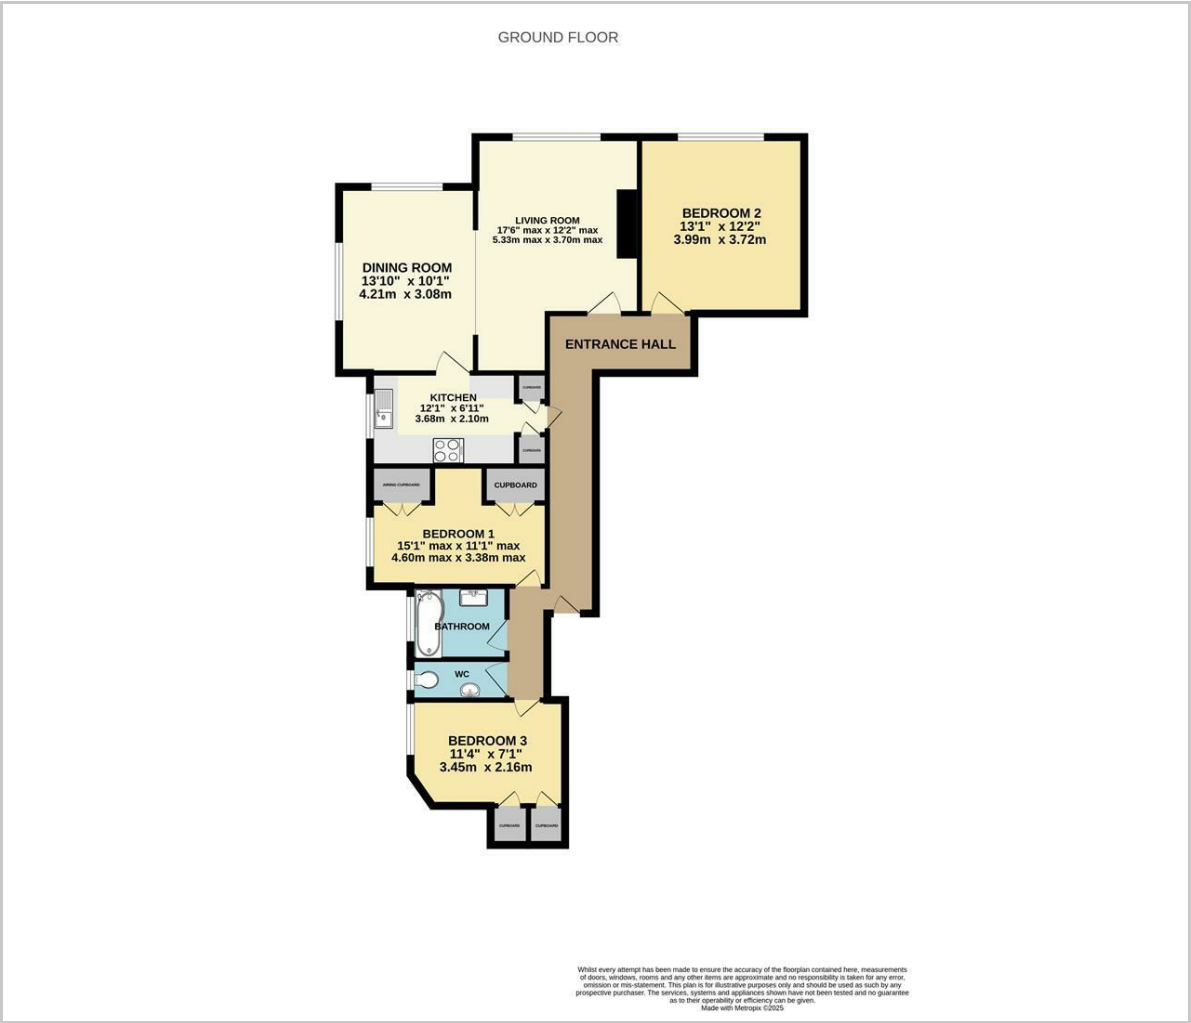 GROUND FLOOR
LIVING ROOM
17'6" max x 12'2" max
5.33m max x 3.70m max
BEDROOM 2
13'1" x 12'2"
3.99m x 3.72m
DINING ROOM
13'10" x 10'1"
4.21m x 3.08m
ENTRANCE HALL
KITCHEN
12'1" x 6'11"
3.68m x 2.10m
CUPBOARD
CUPBOARD
AIRING CUPBOARD
CUPBOARD
BEDROOM 1
15'1" max x 11'1" max
4.60m max x 3.38m max
BATHROOM
WC
BEDROOM 3
11'4" x 7'1"
3.45m x 2.16m
CUPBOARD
CUPBOARD
Whilst every attempt has been made to ensure the accuracy of the floorplan contained here, measurements
of doors, windows, rooms and any other items are approximate and no responsibility is taken for any error,
omission or mis-statement. This plan is for illustrative purposes only and should be used as such by any
prospective purchaser. The services, systems and appliances shown have not been tested and no guarantee
as to their operability or efficiency can be given.
Made with Metropix ©2025